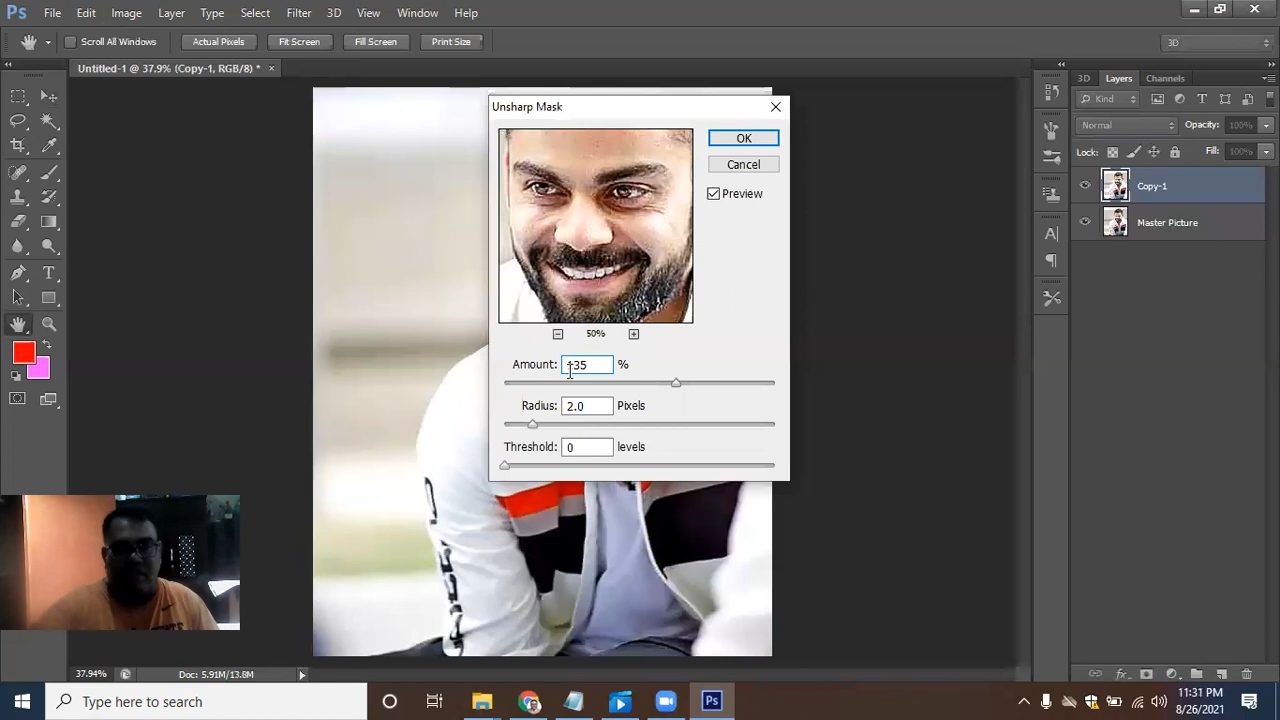 Ps File Edit Image Layer Type Select Filter 3D View Window Help
Scroll All Windows Actual Pixels Fit Screen Fill Screen Print Size 3D
Untitled-1 @ 37.9% (Copy-1, RGB/8) * ×
Unsharp Mask
OK
Cancel
Preview
50%
Amount: 135 %
Radius: 2.0 Pixels
Threshold: 0 levels
3D Layers Channels
Kind
Normal Opacity: 100%
Lock: Fill: 100%
Copy-1
Master Picture
37.94% Doc: 5.91M/13.8M
Type here to search
Ps
11:31 PM
8/26/2021